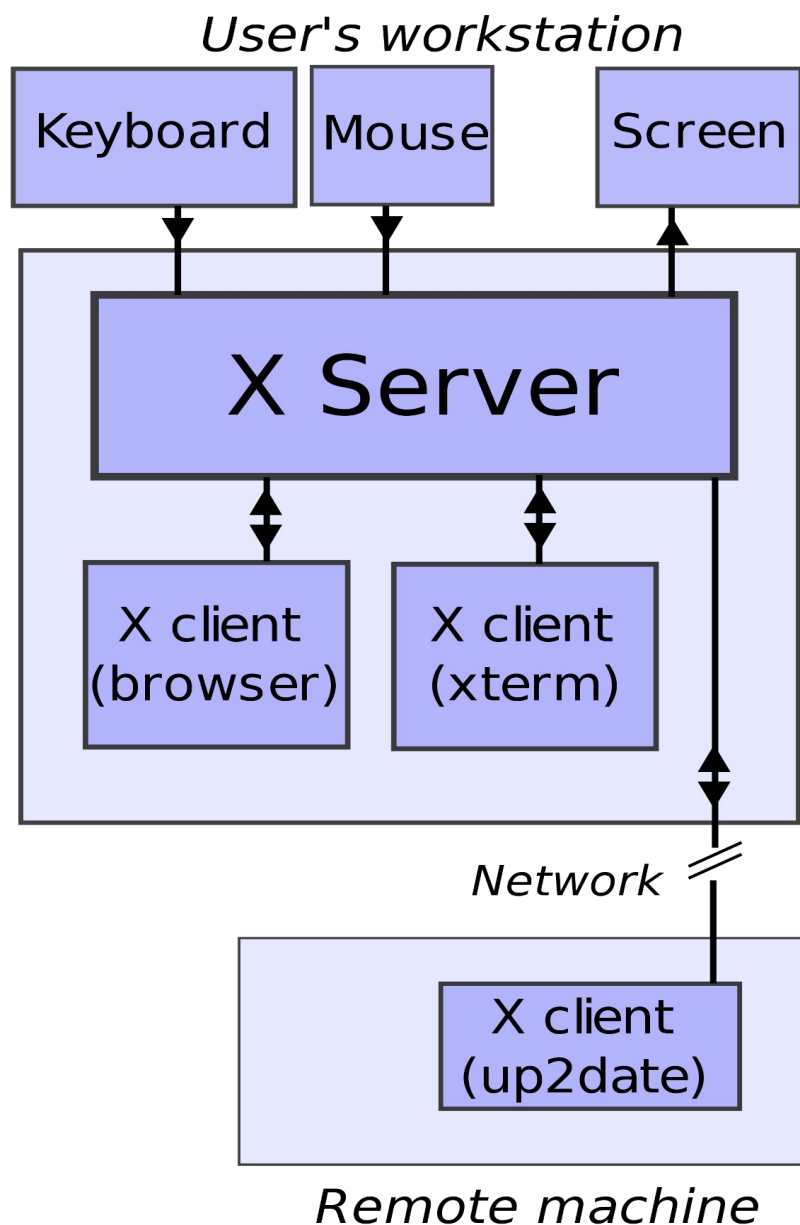 User's workstation
Keyboard
Mouse
Screen
X Server
X client
(browser)
X client
(xterm)
Network
X client
(up2date)
Remote machine